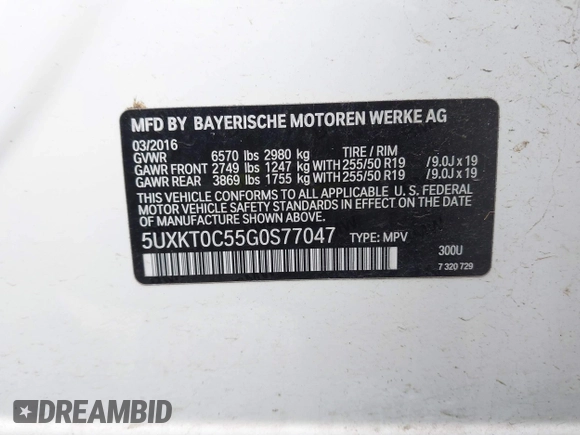 MFD BY BAYERISCHE MOTOREN WERKE AG
03/2016
GVWR 6570 lbs 2980 kg TIRE / RIM
GAWR FRONT 2749 lbs 1247 kg WITH 255/50 R19 /9.0J x 19
GAWR REAR 3869 lbs 1755 kg WITH 255/50 R19 /9.0J x 19
THIS VEHICLE CONFORMS TO ALL APPLICABLE U. S. FEDERAL
MOTOR VEHICLE SAFETY STANDARDS IN EFFECT ON THE
DATE OF MANUFACTURE SHOWN ABOVE.
5UXKT0C55G0S77047 TYPE: MPV 300U
7 320 729
DREAMBID